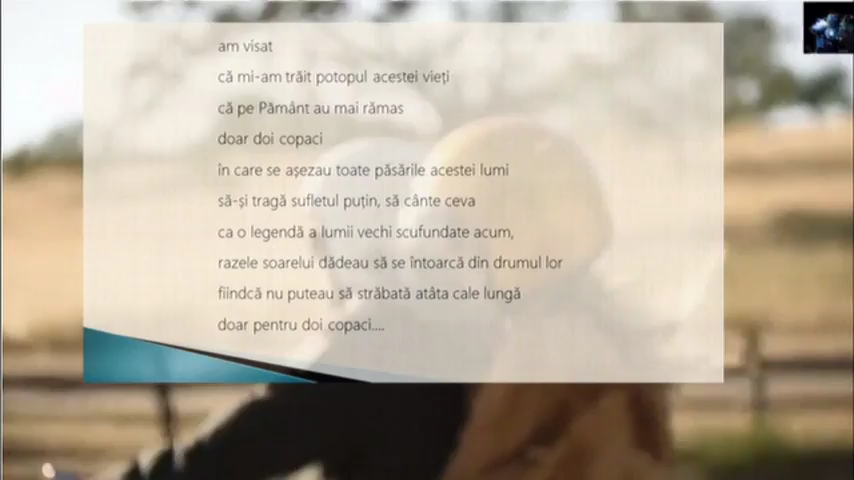 am visat
că mi-am trăit potopul acestei vieți
că pe Pământ au mai rămas
doar doi copaci
în care se așezau toate păsările acestei lumi
să-și tragă sufletul puțin, să cânte ceva
ca o legendă a lumii vechi scufundate acum,
razele soarelui dădeau să se întoarcă din drumul lor
fiindcă nu puteau să străbată atâta cale lungă
doar pentru doi copaci....